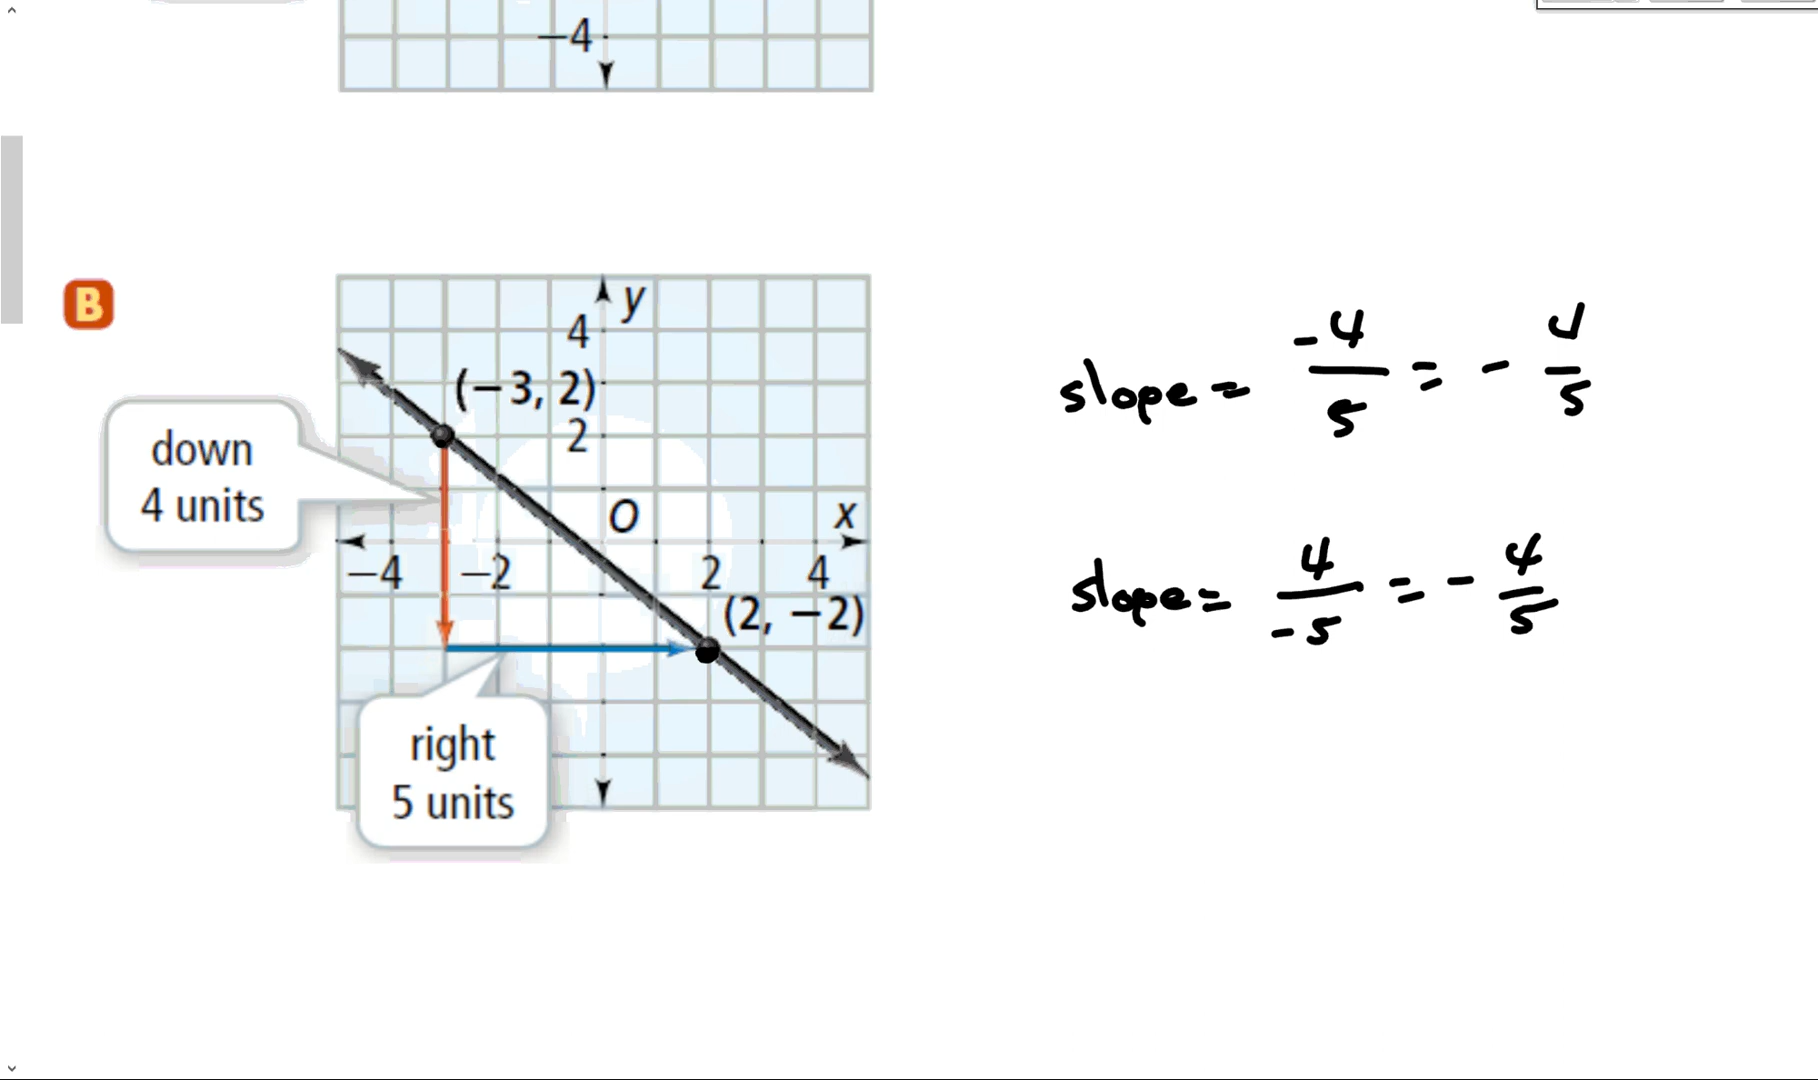 −4
B
y
4
(−3, 2)
down
4 units
2
O
x
−4
−2
2
4
(2, −2)
right
5 units
slope = -4/5 = - 4/5
slope = 4/-5 = - 4/5